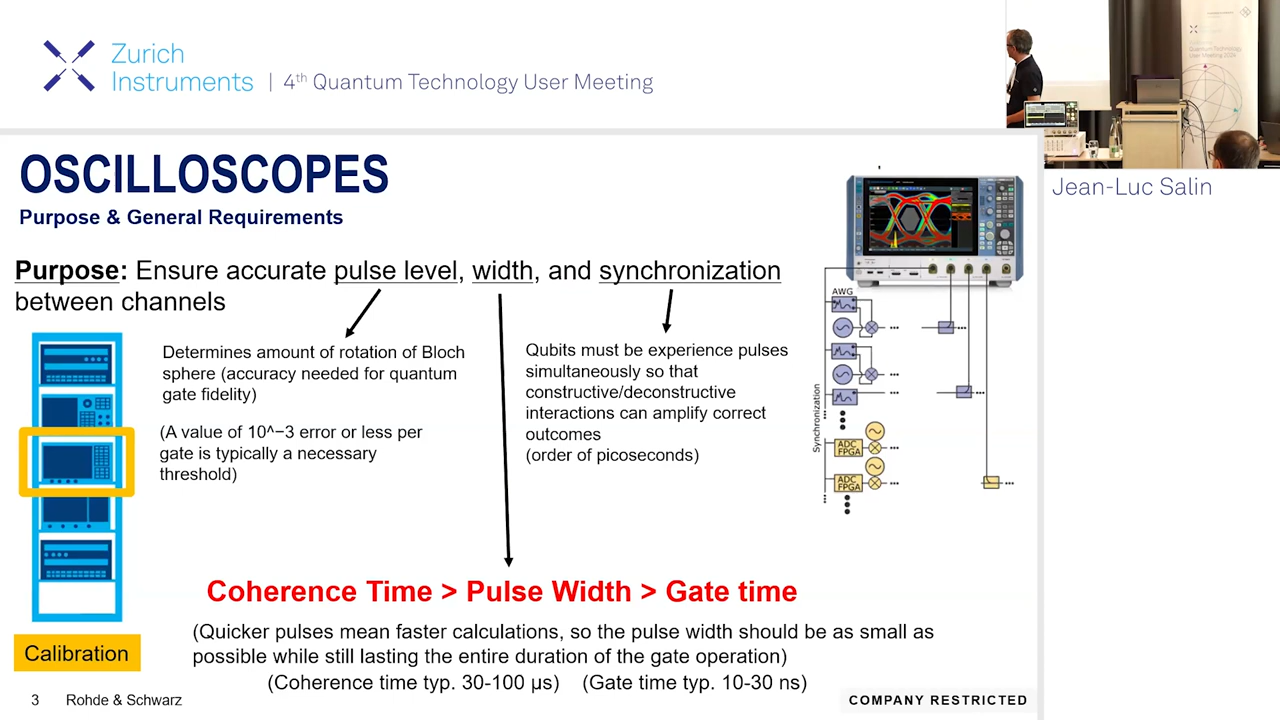 Zurich
Instruments | 4th Quantum Technology User Meeting
Quantum Technology
User Meeting 2024
Jean-Luc Salin
OSCILLOSCOPES
Purpose & General Requirements
Purpose: Ensure accurate pulse level, width, and synchronization
between channels
Determines amount of rotation of Bloch
sphere (accuracy needed for quantum
gate fidelity)
(A value of 10^−3 error or less per
gate is typically a necessary
threshold)
Qubits must be experience pulses
simultaneously so that
constructive/deconstructive
interactions can amplify correct
outcomes
(order of picoseconds)
AWG
Synchronization
ADC
FPGA
ADC
FPGA
Coherence Time > Pulse Width > Gate time
(Quicker pulses mean faster calculations, so the pulse width should be as small as
possible while still lasting the entire duration of the gate operation)
(Coherence time typ. 30-100 µs) (Gate time typ. 10-30 ns)
Calibration
3 Rohde & Schwarz
COMPANY RESTRICTED